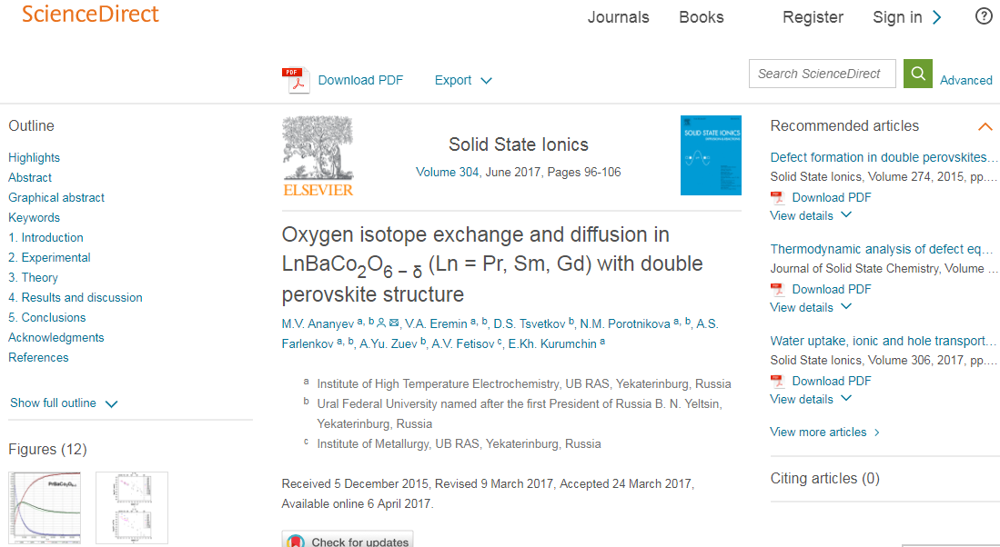 ScienceDirect
Journals Books Register Sign in
Download PDF Export
Search ScienceDirect
Advanced
Outline
Highlights
Abstract
Graphical abstract
Keywords
1. Introduction
2. Experimental
3. Theory
4. Results and discussion
5. Conclusions
Acknowledgments
References
Show full outline
Figures (12)
PrBaCo₂O₆₋δ
PDF
ELSEVIER
Solid State Ionics
Volume 304, June 2017, Pages 96-106
SOLID STATE IONICS
Oxygen isotope exchange and diffusion in
LnBaCo₂O₆ ₋ δ (Ln = Pr, Sm, Gd) with double
perovskite structure
M.V. Ananyev a, b, V.A. Eremin a, b, D.S. Tsvetkov b, N.M. Porotnikova a, b, A.S.
Farlenkov a, b, A.Yu. Zuev b, A.V. Fetisov c, E.Kh. Kurumchin a
a Institute of High Temperature Electrochemistry, UB RAS, Yekaterinburg, Russia
b Ural Federal University named after the first President of Russia B. N. Yeltsin,
Yekaterinburg, Russia
c Institute of Metallurgy, UB RAS, Yekaterinburg, Russia
Received 5 December 2015, Revised 9 March 2017, Accepted 24 March 2017,
Available online 6 April 2017.
Check for updates
Recommended articles
Defect formation in double perovskites...
Solid State Ionics, Volume 274, 2015, pp....
Download PDF
View details
Thermodynamic analysis of defect eq...
Journal of Solid State Chemistry, Volume ...
Download PDF
View details
Water uptake, ionic and hole transport...
Solid State Ionics, Volume 306, 2017, pp....
Download PDF
View details
View more articles
Citing articles (0)